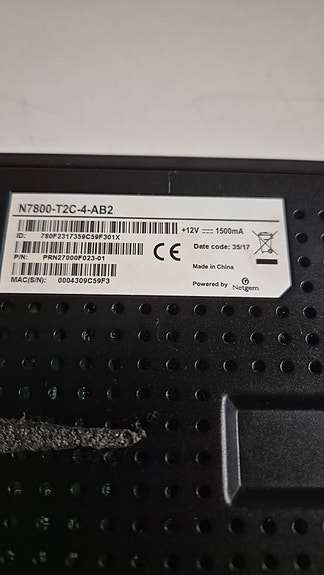 N7800-T2C-4-AB2
ID: 780F2317359C59F301X
+12V ⎓ 1500mA
P/N: PRN27000F023-01
CE
Date code: 35/17
Made in China
MAC(S/N): 0004309C59F3
Powered by Netgem